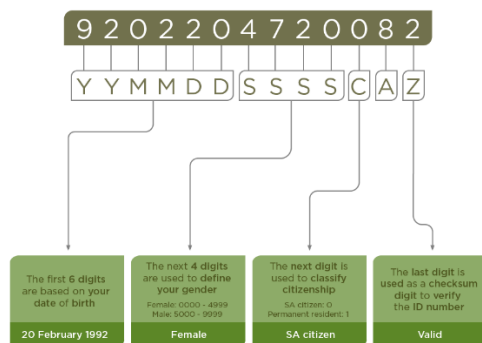 9202204720082
YYMMDDSSSSCAZ
The first 6 digits
are based on your
date of birth
20 February 1992
The next 4 digits
are used to define
your gender
Female: 0000 - 4999
Male: 5000 - 9999
Female
The next digit is
used to classify
citizenship
SA citizen: 0
Permanent resident: 1
SA citizen
The last digit is
used as a checksum
digit to verify
the ID number
Valid